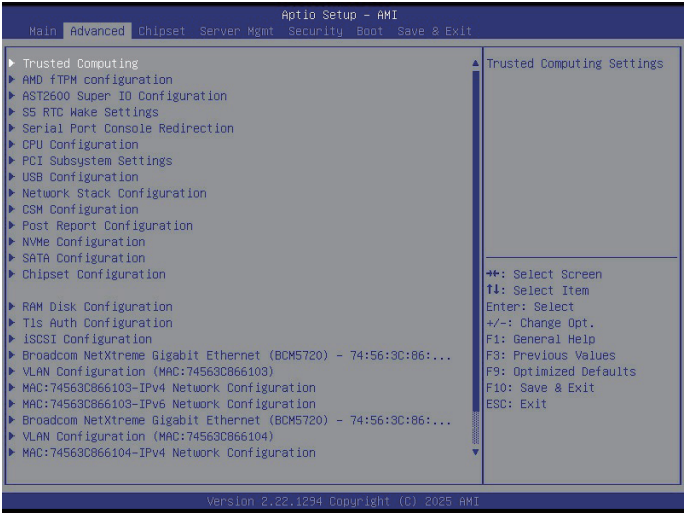 Aptio Setup - AMI
Main Advanced Chipset Server Mgmt Security Boot Save & Exit
Trusted Computing
AMD fTPM configuration
AST2600 Super IO Configuration
S5 RTC Wake Settings
Serial Port Console Redirection
CPU Configuration
PCI Subsystem Settings
USB Configuration
Network Stack Configuration
CSM Configuration
Post Report Configuration
NVMe Configuration
SATA Configuration
Chipset Configuration
RAM Disk Configuration
Tls Auth Configuration
iSCSI Configuration
Broadcom NetXtreme Gigabit Ethernet (BCM5720) - 74:56:3C:86:...
VLAN Configuration (MAC:74563C866103)
MAC:74563C866103-IPv4 Network Configuration
MAC:74563C866103-IPv6 Network Configuration
Broadcom NetXtreme Gigabit Ethernet (BCM5720) - 74:56:3C:86:...
VLAN Configuration (MAC:74563C866104)
MAC:74563C866104-IPv4 Network Configuration
Trusted Computing Settings
→←: Select Screen
↑↓: Select Item
Enter: Select
+/-: Change Opt.
F1: General Help
F3: Previous Values
F9: Optimized Defaults
F10: Save & Exit
ESC: Exit
Version 2.22.1294 Copyright (C) 2025 AMI